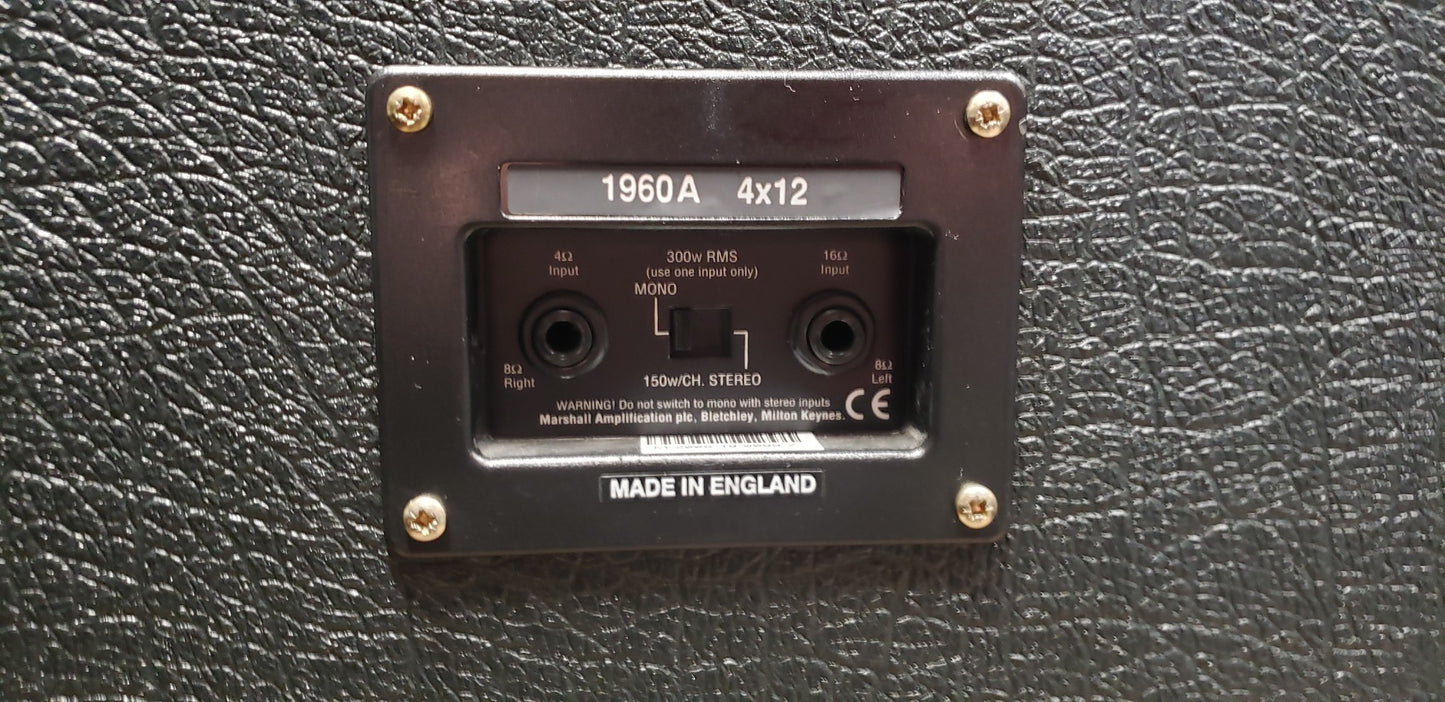 1960A 4x12
4Ω
Input
300w RMS
(use one input only)
16Ω
Input
MONO
8Ω
Right
150w/CH. STEREO
8Ω
Left
WARNING! Do not switch to mono with stereo inputs
Marshall Amplification plc, Bletchley, Milton Keynes.
CE
MADE IN ENGLAND